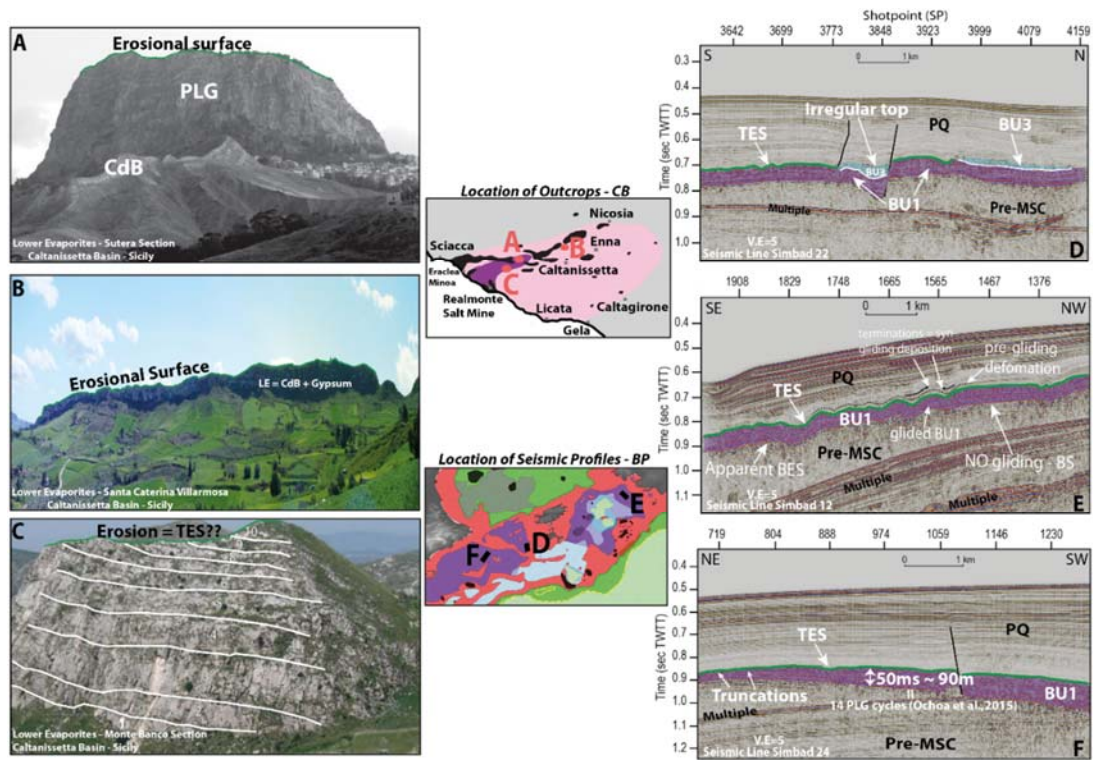 A
Erosional surface
PLG
CdB
Lower Evaporites - Sutera Section
Caltanissetta Basin - Sicily
B
Erosional Surface
LE = CdB + Gypsum
Lower Evaporites - Santa Caterina Villarmosa
Caltanissetta Basin - Sicily
C
Erosion = TES??
10
1
Lower Evaporites - Monte Banco Section
Caltanissetta Basin - Sicily
Location of Outcrops - CB
Nicosia
Sciacca
A
B
Enna
Eraclea
Minoa
C
Caltanissetta
Realmonte
Salt Mine
Licata
Caltagirone
Gela
Location of Seismic Profiles - BP
E
D
F
Shotpoint (SP)
3642 3699 3773 3848 3923 3999 4079 4159
S
N
0 1 km
Time (sec TWTT)
0.3
0.4
0.5
0.6
0.7
0.8
0.9
1.0
Irregular top
TES
PQ
BU3
BU3
BU1
Multiple
Pre-MSC
V.E=5
Seismic Line Simbad 22
D
1908 1829 1748 1665 1565 1467 1376
SE
NW
0 1 km
0.4
0.5
0.6
0.7
0.8
0.9
1.0
1.1
terminations = syn
gliding deposition
pre-gliding
defomation
PQ
TES
BU1
glided BU1
Pre-MSC
Apparent BES
NO gliding - BS
Multiple
Multiple
V.E=5
Seismic Line Simbad 12
E
719 804 888 974 1059 1146 1230
NE
SW
0 1 km
Time (sec TWTT)
0.5
0.6
0.7
0.8
0.9
1.0
1.1
1.2
PQ
TES
50ms ~ 90m
=
14 PLG cycles (Ochoa et al., 2015)
Truncations
BU1
Multiple
V.E=5
Seismic Line Simbad 24
Pre-MSC
F